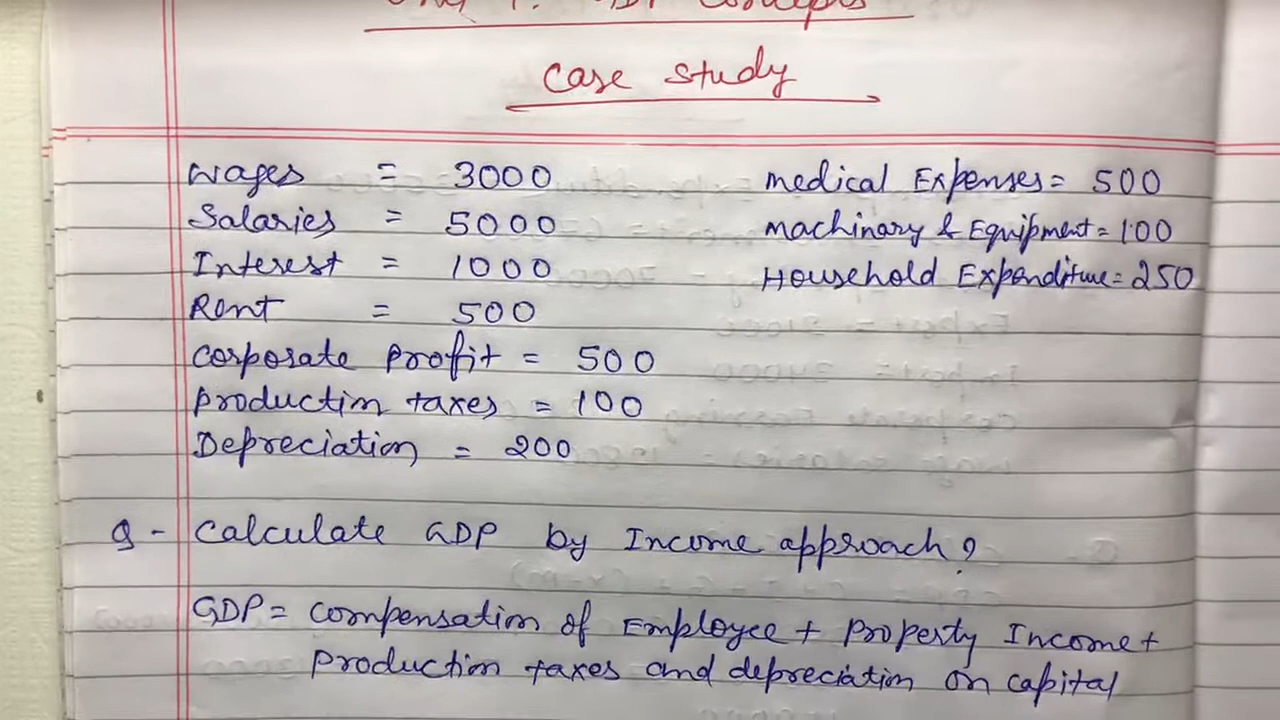 Case Study
Wages = 3000
Salaries = 5000
Interest = 1000
Rent = 500
Corporate Profit = 500
Production taxes = 100
Depreciation = 200
Medical Expenses = 500
Machinary & Equipment = 100
Household Expenditure = 250
Q - Calculate GDP by Income approach?
GDP = Compensation of Employee + Property Income +
Production taxes and depreciation on capital